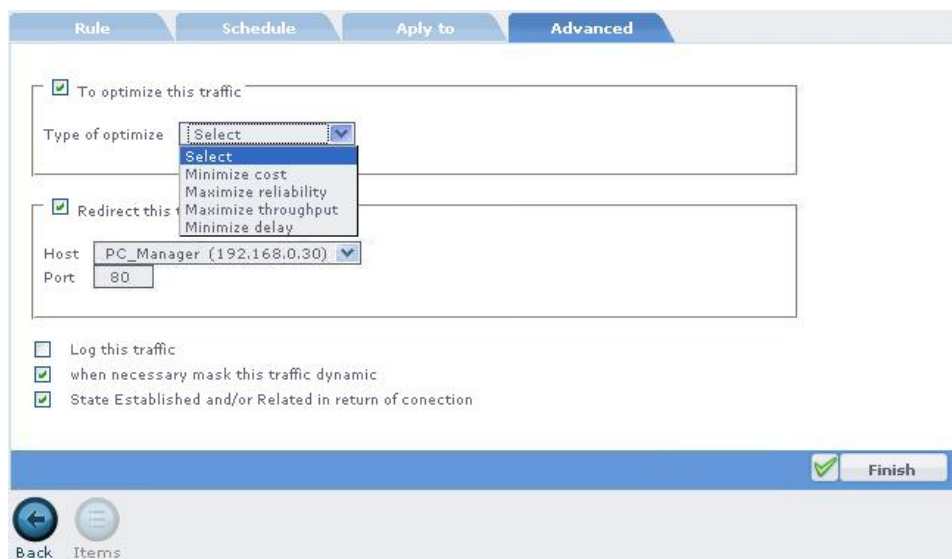 Rule Schedule Aply to Advanced
To optimize this traffic
Type of optimize Select
Select
Minimize cost
Maximize reliability
Maximize throughput
Minimize delay
Redirect this
Host PC_Manager (192.168.0.30)
Port 80
Log this traffic
when necessary mask this traffic dynamic
State Established and/or Related in return of conection
Finish
Back Items